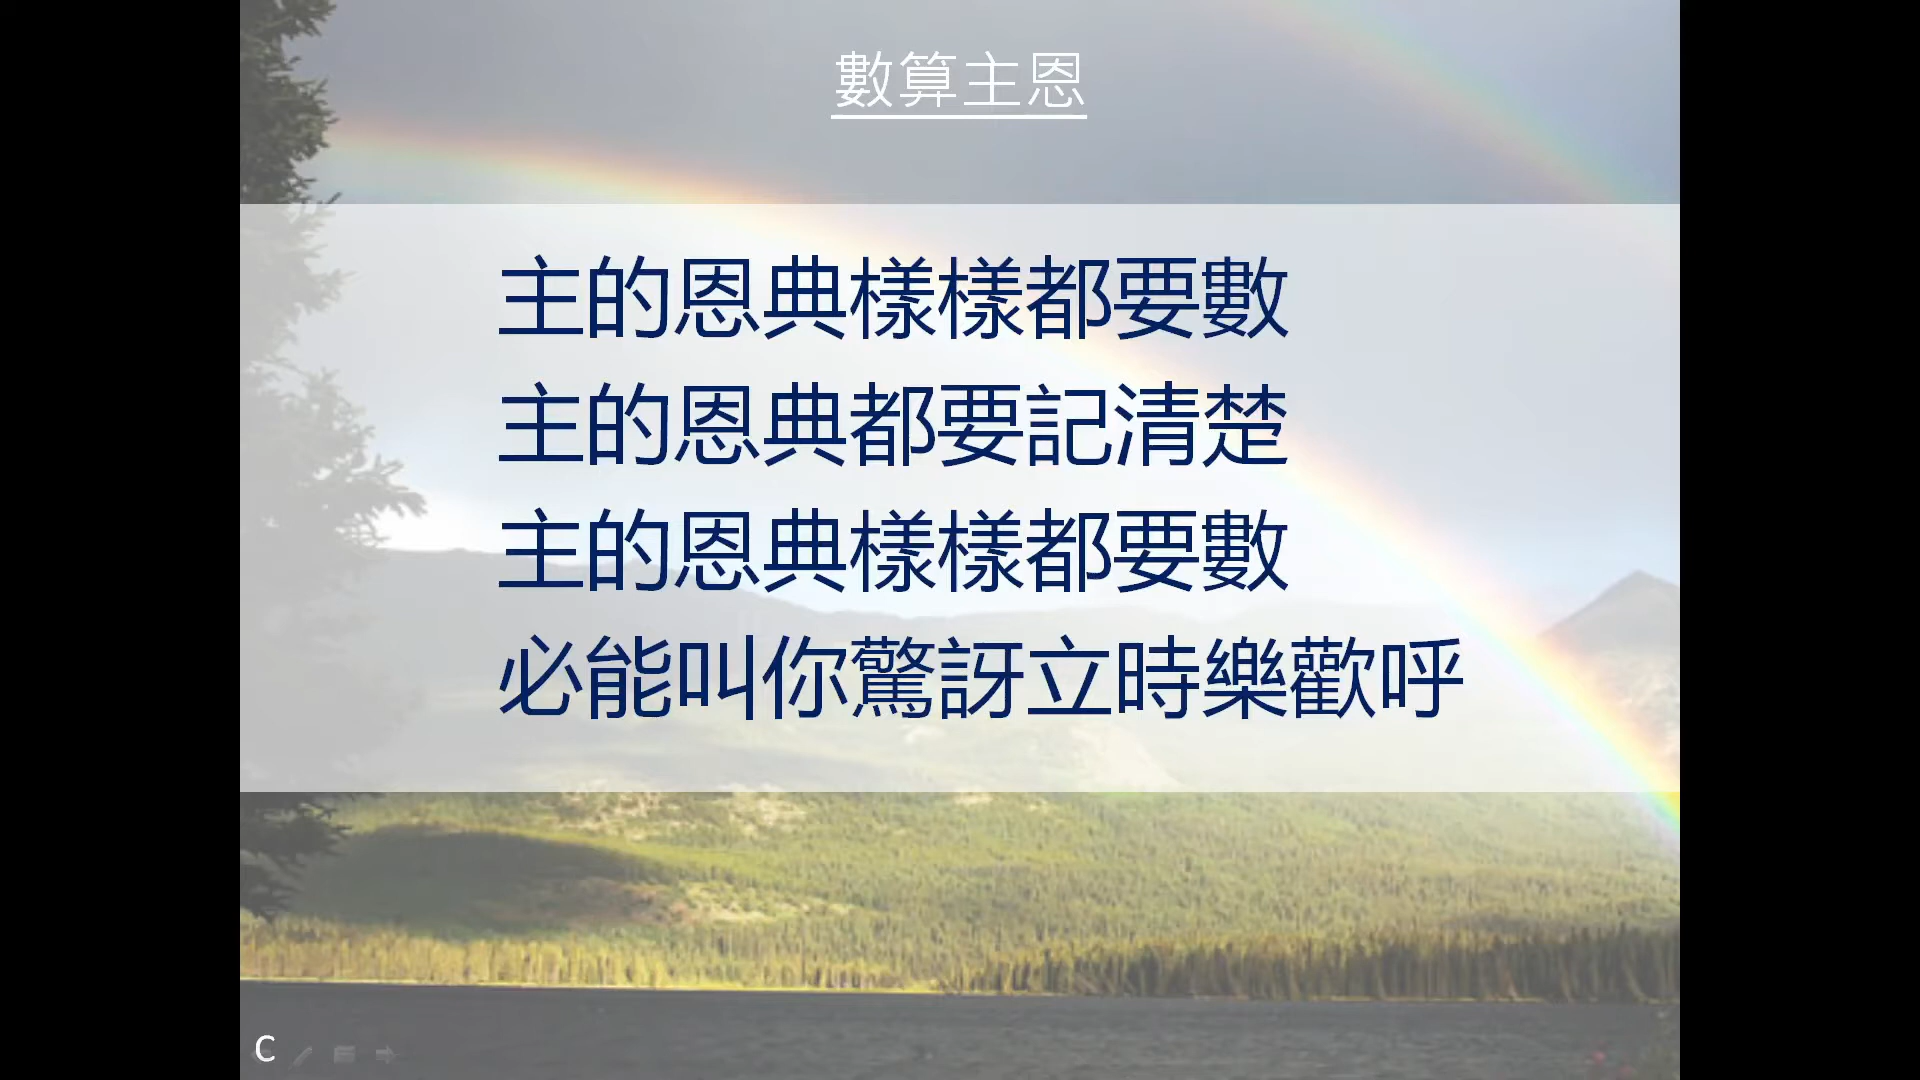 數算主恩
主的恩典樣樣都要數
主的恩典都要記清楚
主的恩典樣樣都要數
必能叫你驚訝立時樂歡呼
C